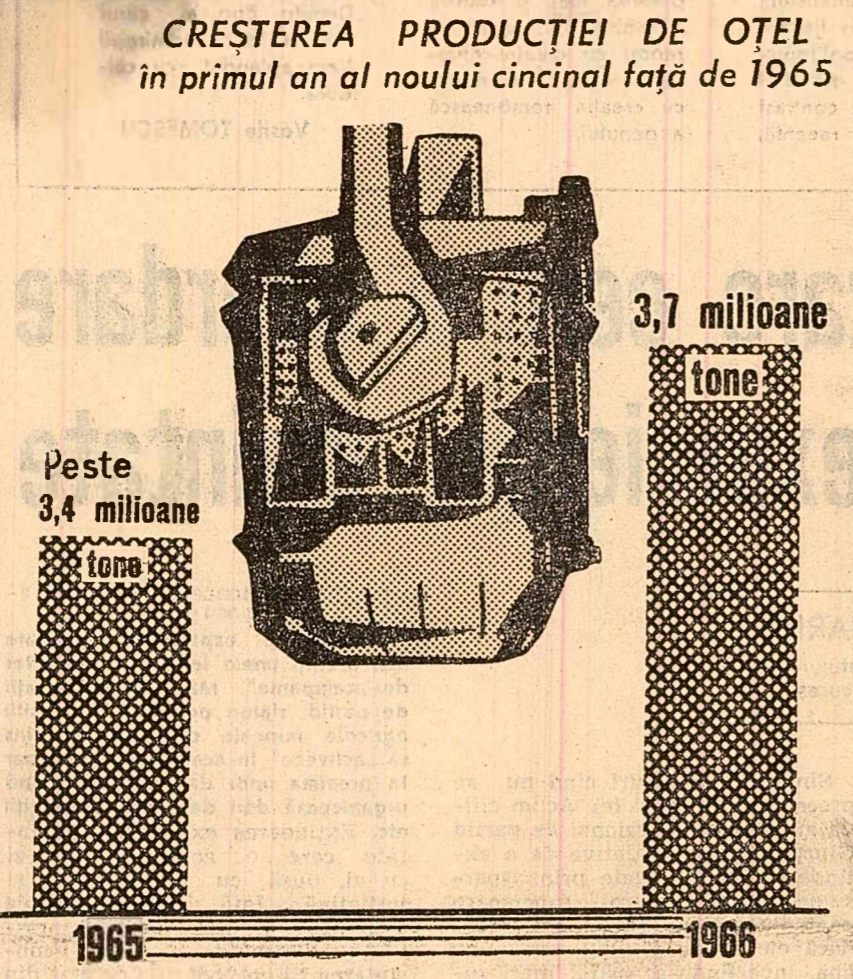 CREȘTEREA PRODUCȚIEI DE OȚEL
în primul an al noului cincinal față de 1965
3,7 milioane
tone
Peste
3,4 milioane
tone
1965
1966